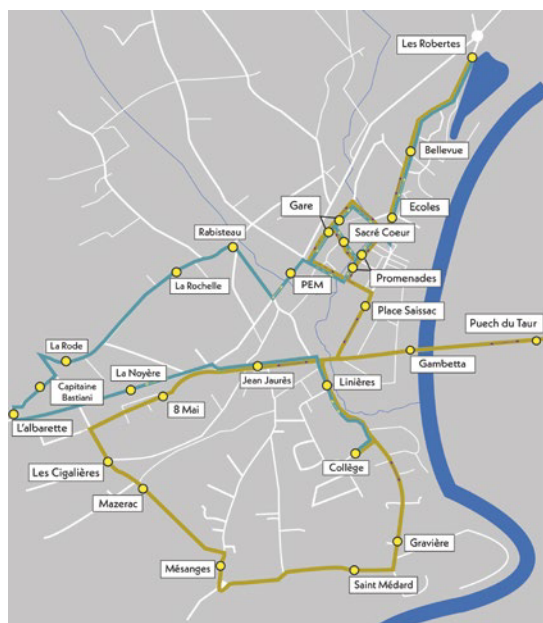 Les Robertes
Bellevue
Gare
Ecoles
Sacré Coeur
Rabisteau
La Rochelle
PEM
Promenades
Place Saissac
Puech du Taur
La Rode
La Noyère
Jean Jaurès
Gambetta
Capitaine
Bastiani
Linières
8 Mai
L'albarette
Les Cigalières
Collège
Mazerac
Gravière
Mésanges
Saint Médard